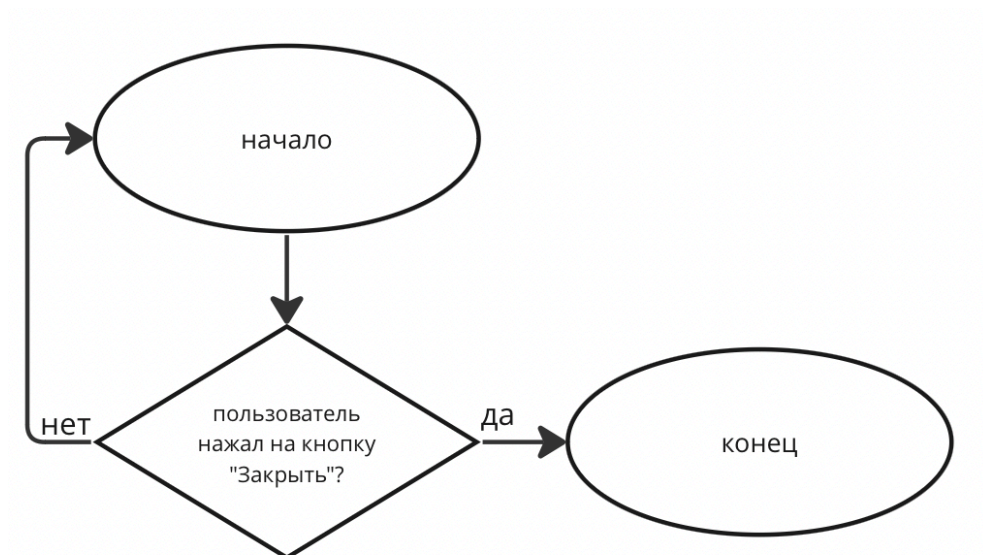 начало
нет
пользователь
нажал на кнопку
"Закрыть"?
да
конец